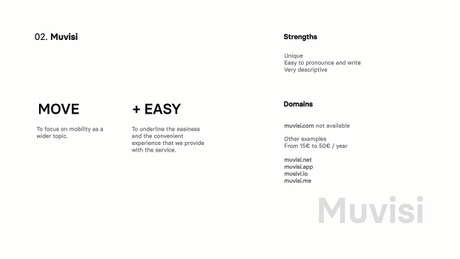 02. Muvisi
MOVE
To focus on mobility as a
wider topic.
+ EASY
To underline the easiness
and the convenient
experience that we provide
with the service.
Strengths
Unique
Easy to pronounce and write
Very descriptive
Domains
muvisi.com not available
Other examples
From 15€ to 50€ / year
muvisi.net
muvisi.app
musivi.io
muvisi.me
Muvisi